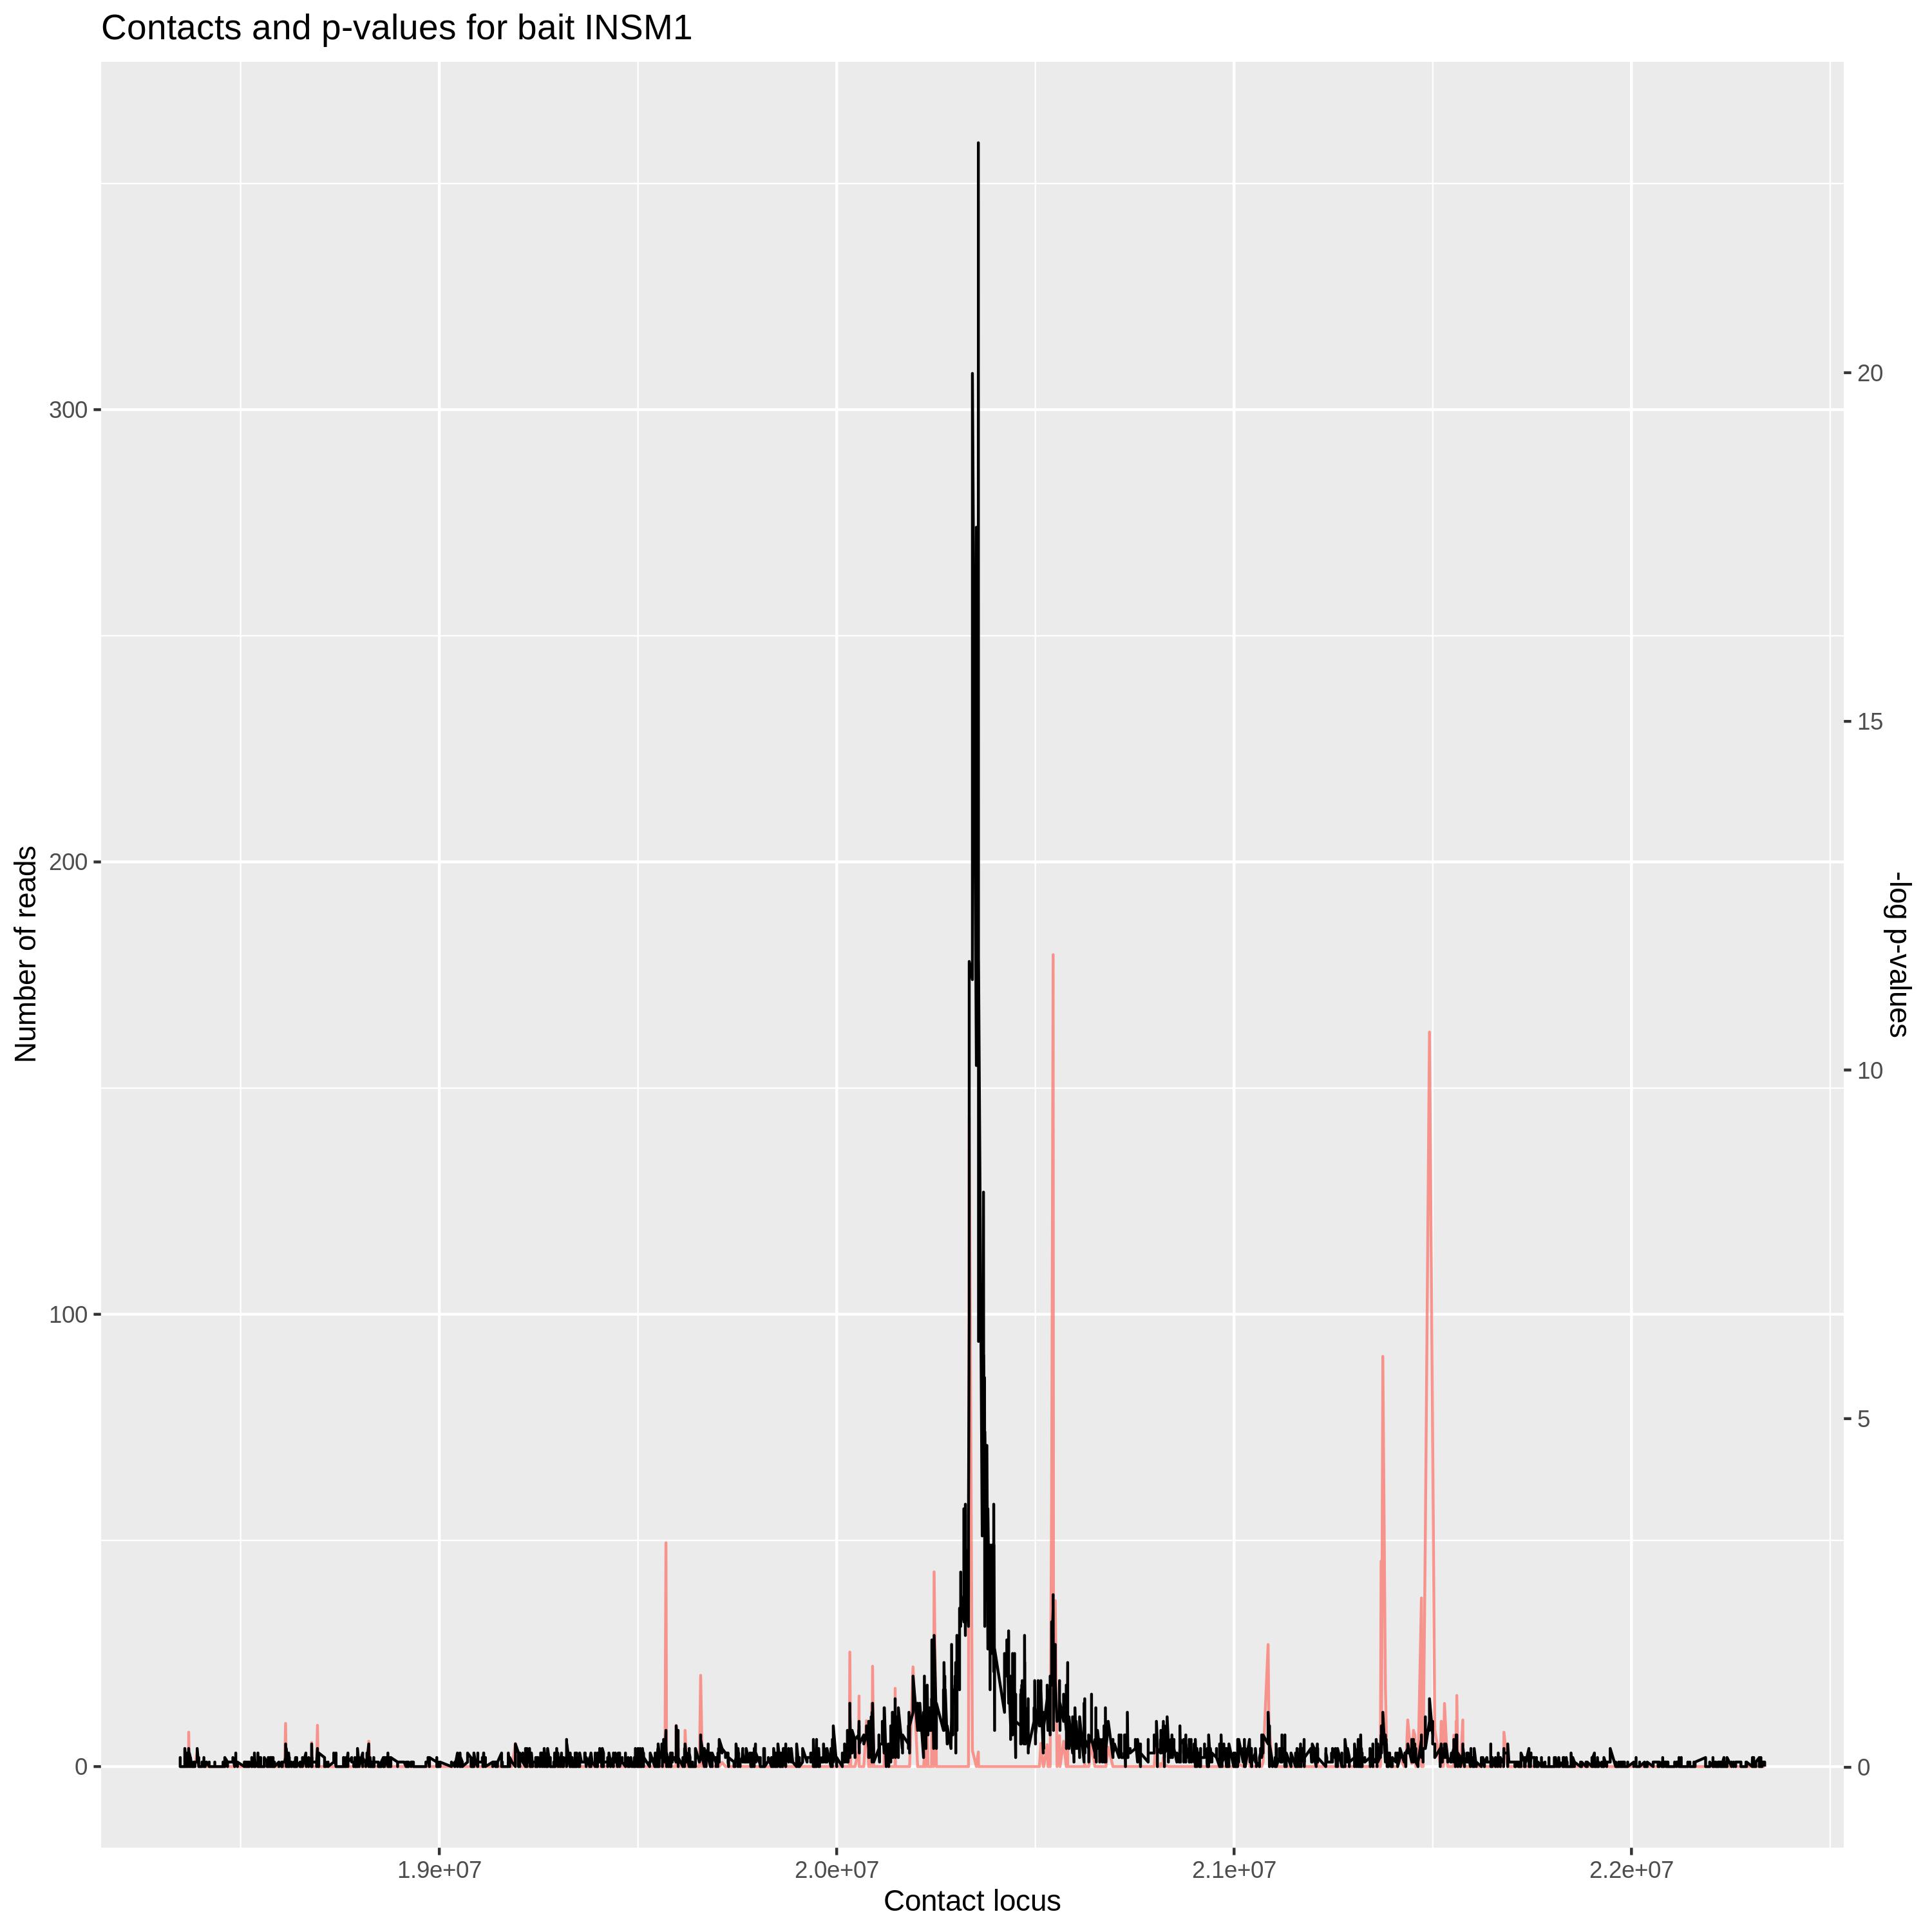 Contacts and p-values for bait INSM1
Number of reads
300
200
100
0
20
15
10
5
0
-log p-values
1.9e+07 2.0e+07 2.1e+07 2.2e+07
Contact locus